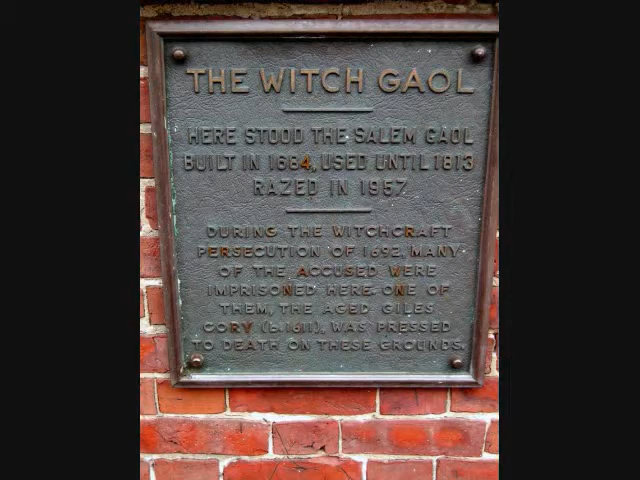 THE WITCH GAOL
HERE STOOD THE SALEM GAOL
BUILT IN 1684, USED UNTIL 1813
RAZED IN 1957
DURING THE WITCHCRAFT
PERSECUTION OF 1692, MANY
OF THE ACCUSED WERE
IMPRISONED HERE. ONE OF
THEM, THE AGED GILES
CORY (b. 1611), WAS PRESSED
TO DEATH ON THESE GROUNDS.